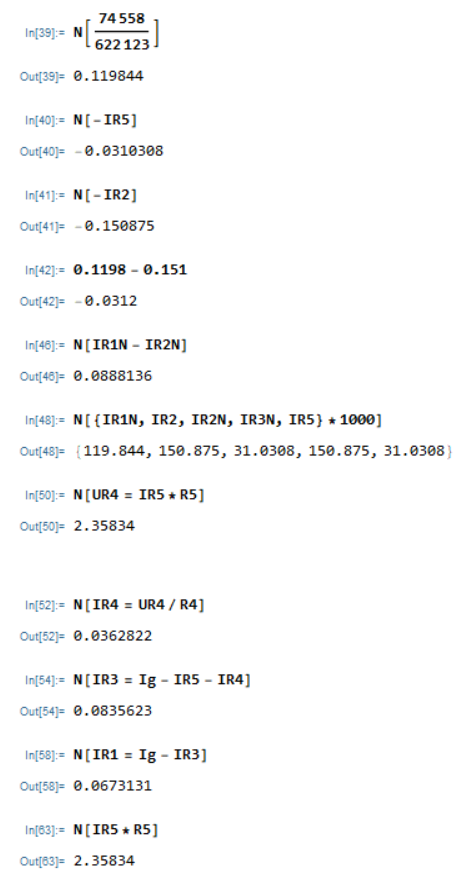 In[39]:= N[74 558 / 622 123]
Out[39]= 0.119844
In[40]:= N[-IR5]
Out[40]= -0.0310308
In[41]:= N[-IR2]
Out[41]= -0.150875
In[42]:= 0.1198 - 0.151
Out[42]= -0.0312
In[46]:= N[IR1N - IR2N]
Out[46]= 0.0888136
In[48]:= N[{IR1N, IR2, IR2N, IR3N, IR5} * 1000]
Out[48]= {119.844, 150.875, 31.0308, 150.875, 31.0308}
In[50]:= N[UR4 = IR5 * R5]
Out[50]= 2.35834
In[52]:= N[IR4 = UR4 / R4]
Out[52]= 0.0362822
In[54]:= N[IR3 = Ig - IR5 - IR4]
Out[54]= 0.0835623
In[58]:= N[IR1 = Ig - IR3]
Out[58]= 0.0673131
In[63]:= N[IR5 * R5]
Out[63]= 2.35834